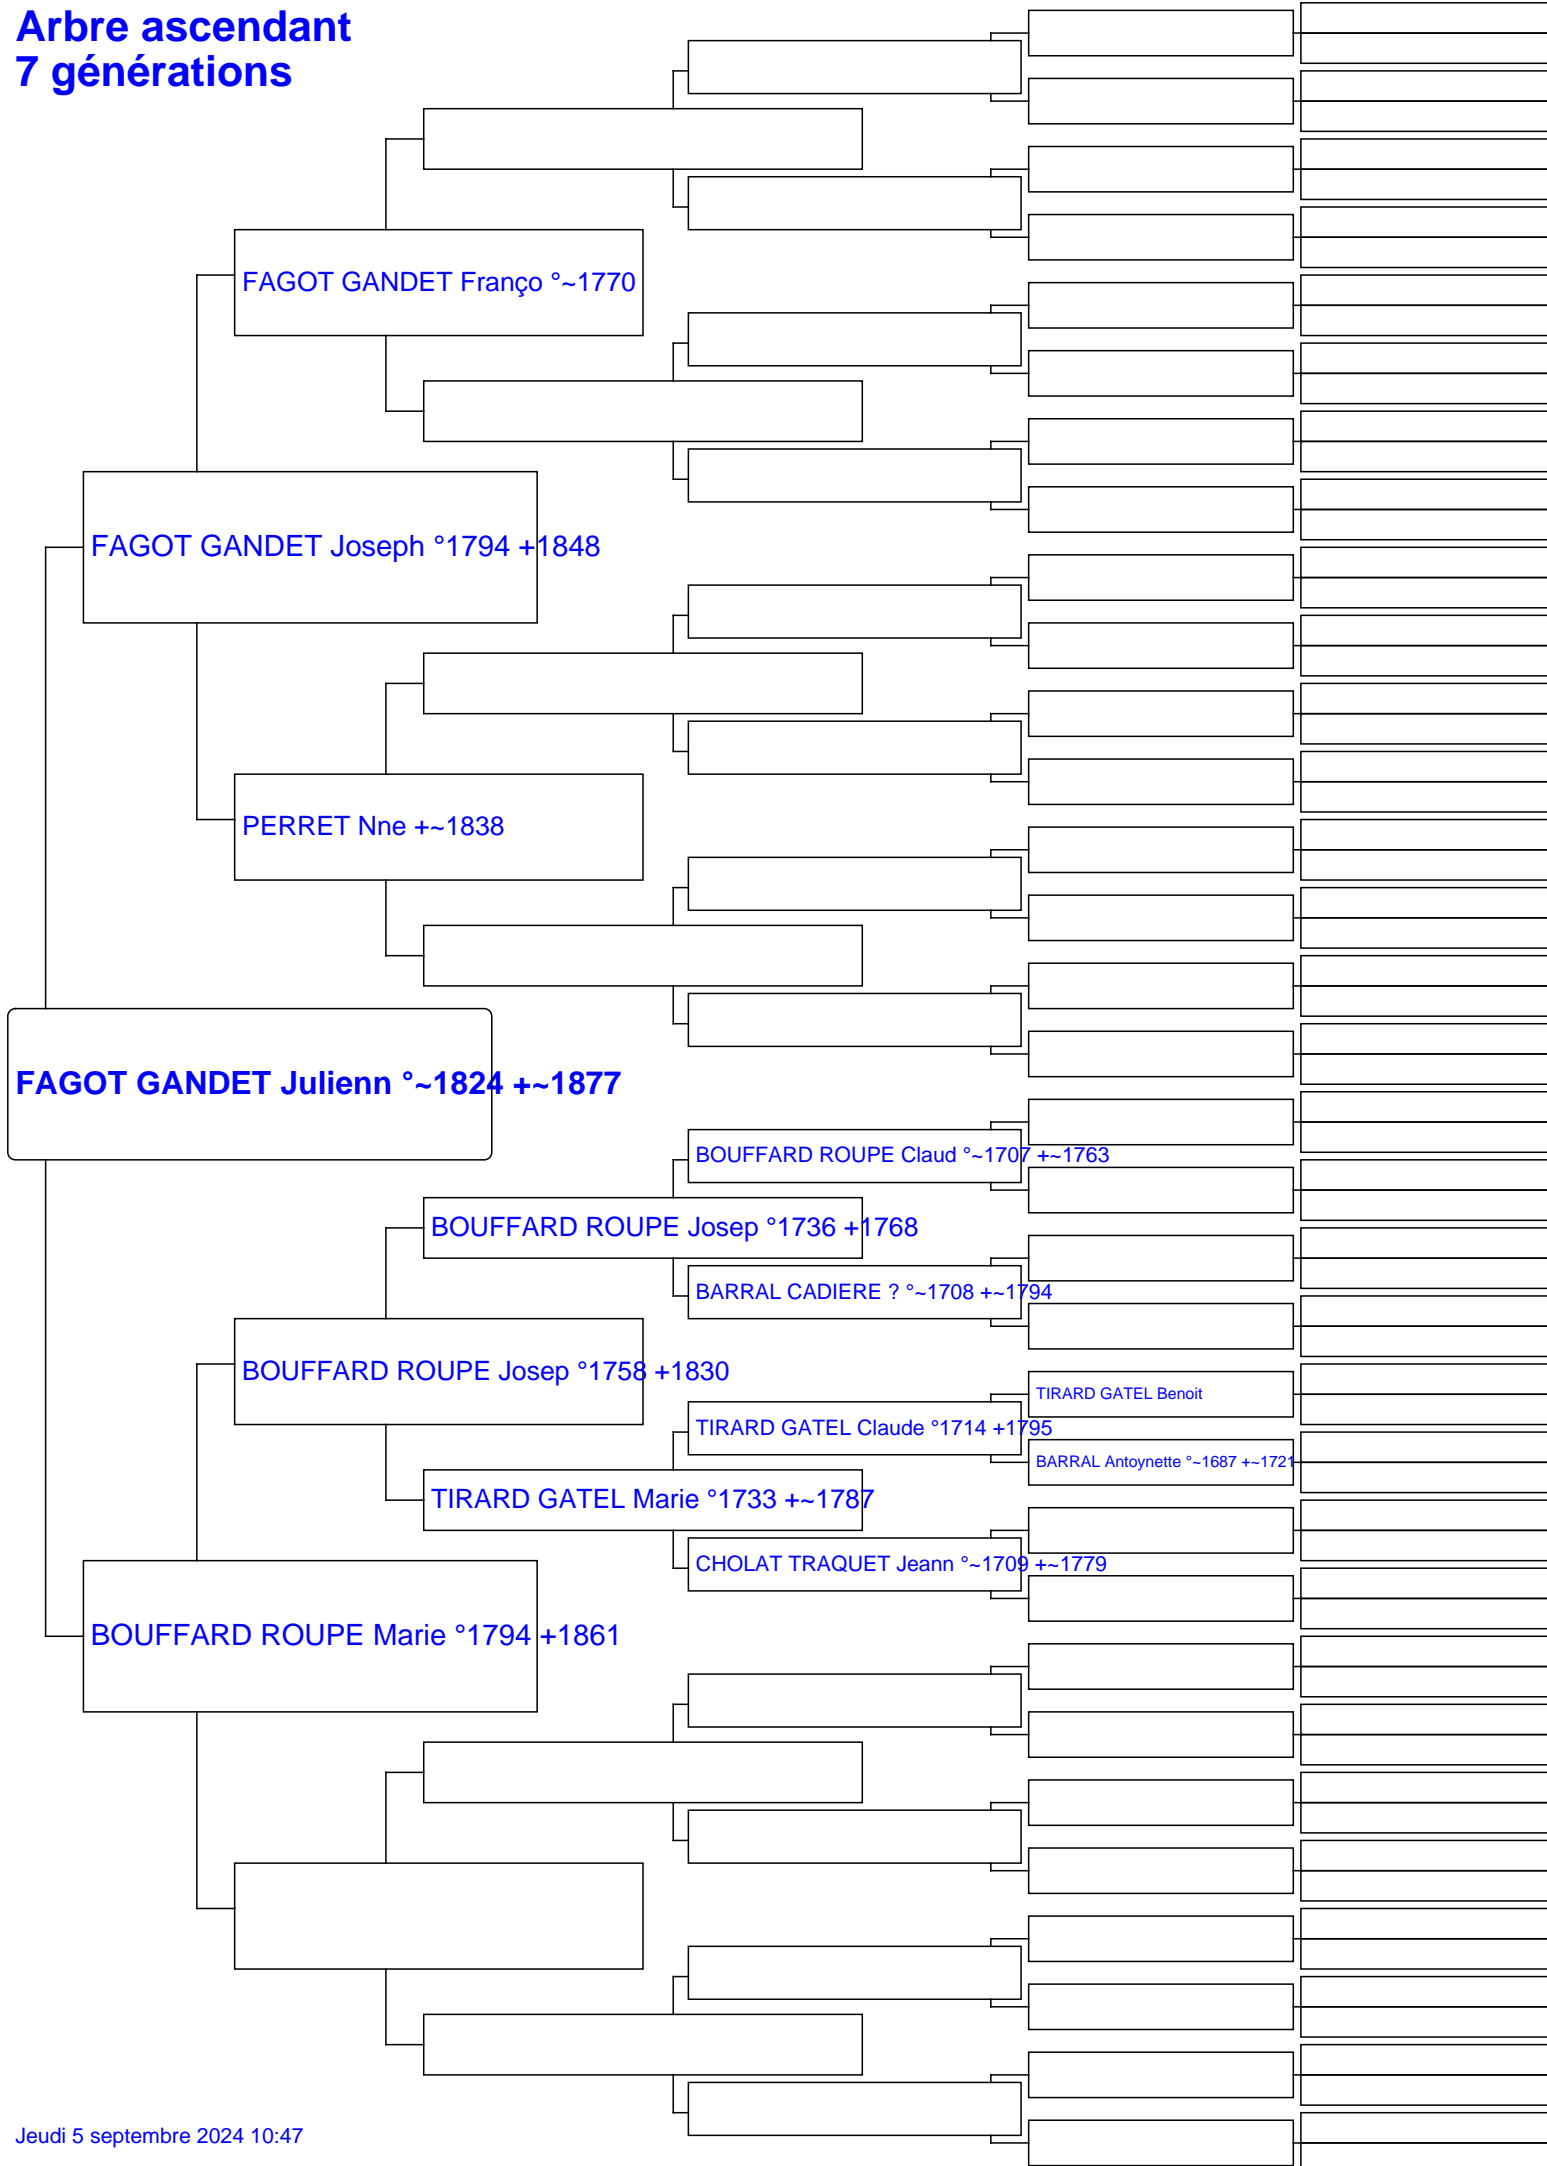 Arbre ascendant
7 générations
FAGOT GANDET Franço °~1770
FAGOT GANDET Joseph °1794 +1848
PERRET Nne +~1838
FAGOT GANDET Julienn °~1824 +~1877
BOUFFARD ROUPE Claud °~1707 +~1763
BOUFFARD ROUPE Josep °1736 +1768
BARRAL CADIERE ? °~1708 +~1794
BOUFFARD ROUPE Josep °1758 +1830
TIRARD GATEL Benoit
TIRARD GATEL Claude °1714 +1795
BARRAL Antoynette °~1687 +~1721
TIRARD GATEL Marie °1733 +~1787
CHOLAT TRAQUET Jeann °~1709 +~1779
BOUFFARD ROUPE Marie °1794 +1861
Jeudi 5 septembre 2024 10:47